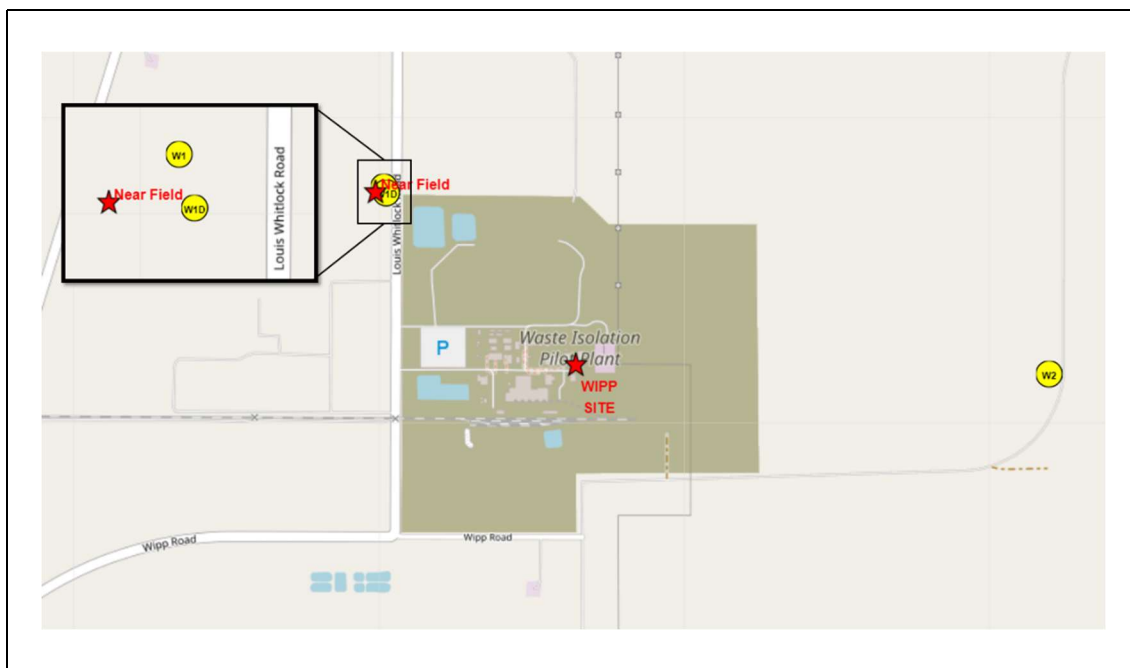 W1
Near Field
W1D
Louis Whitlock Road
Near Field
1D
Louis Whitlock
d
Waste Isolation
Pilot Plant
P
WIPP
SITE
W2
Wipp Road
Wipp Road